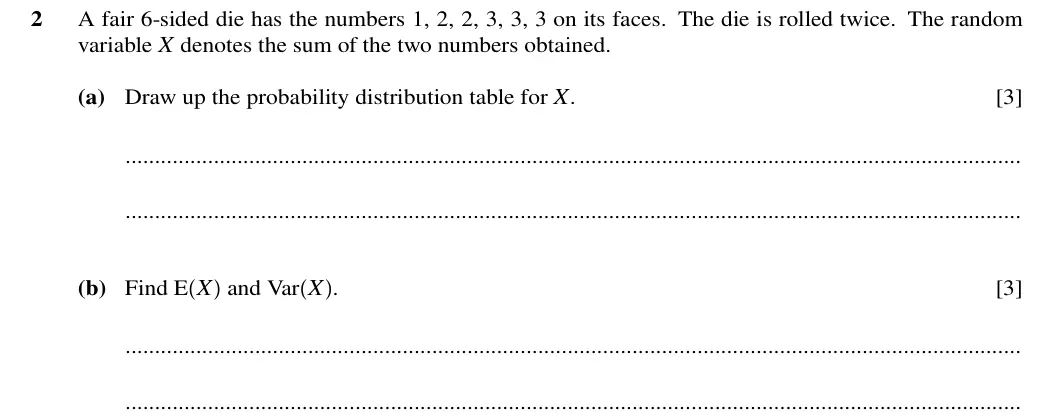 2 A fair 6-sided die has the numbers 1, 2, 2, 3, 3, 3 on its faces. The die is rolled twice. The random
variable X denotes the sum of the two numbers obtained.
(a) Draw up the probability distribution table for X. [3]
(b) Find E(X) and Var(X). [3]